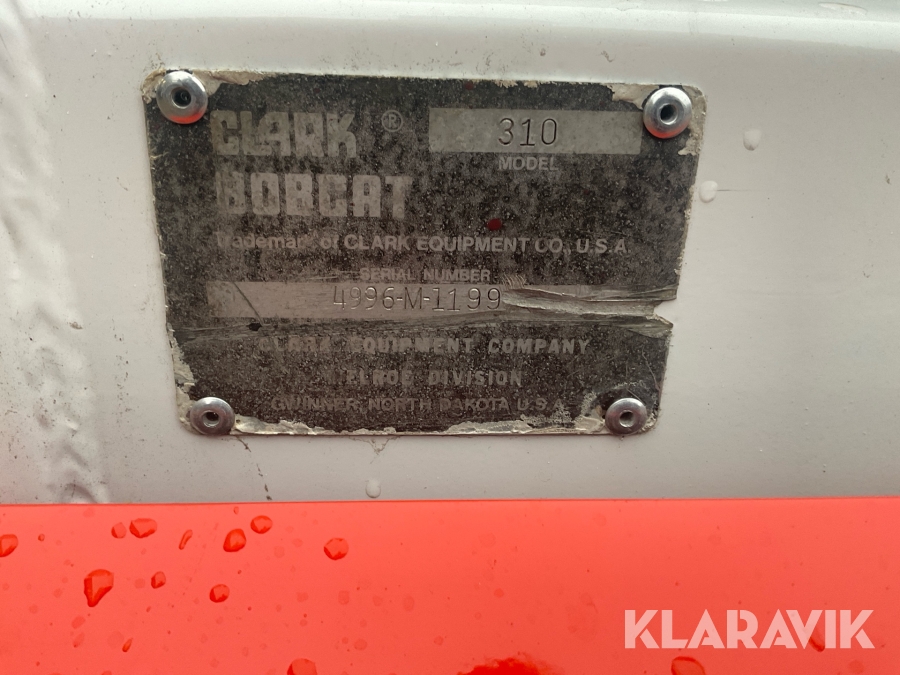 CLARK ®
BOBCAT
310
MODEL
Trademark of CLARK EQUIPMENT CO., U.S.A.
SERIAL NUMBER
4996-M-1199
CLARK EQUIPMENT COMPANY
DIVISION
GWINNER, NORTH DAKOTA U.S.A.
KLARAVIK